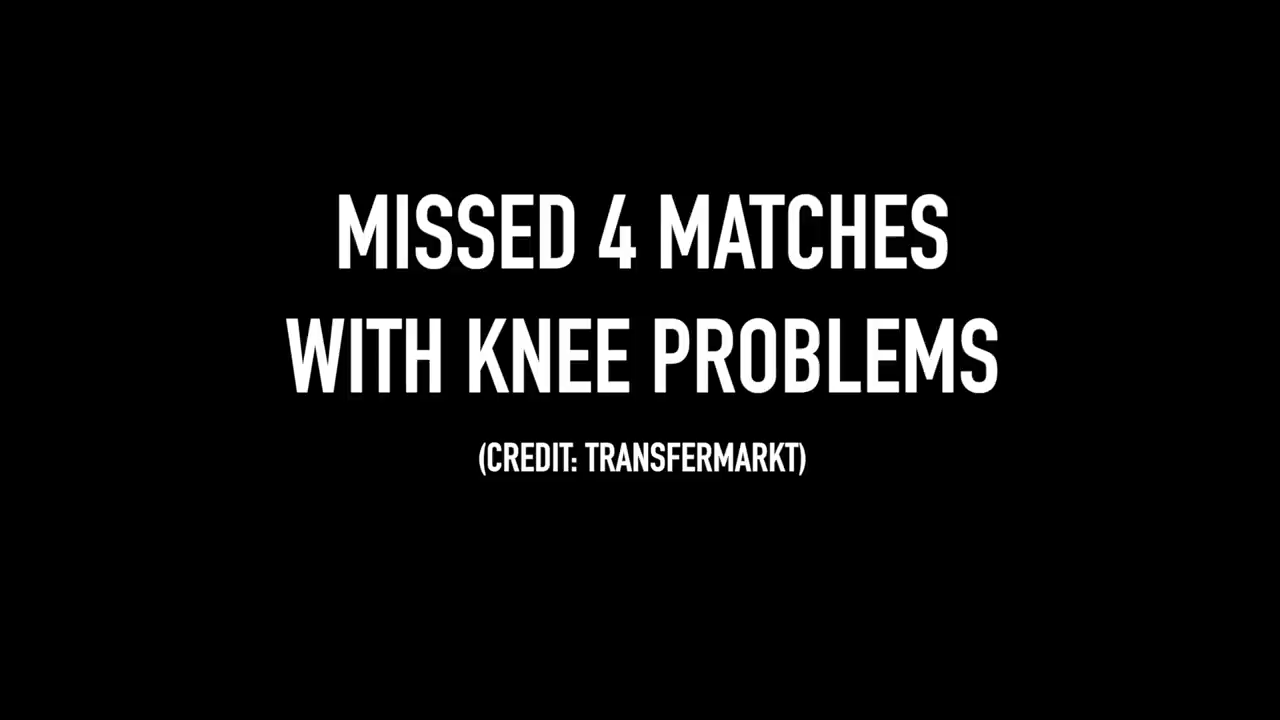 MISSED 4 MATCHES
WITH KNEE PROBLEMS
(CREDIT: TRANSFERMARKT)